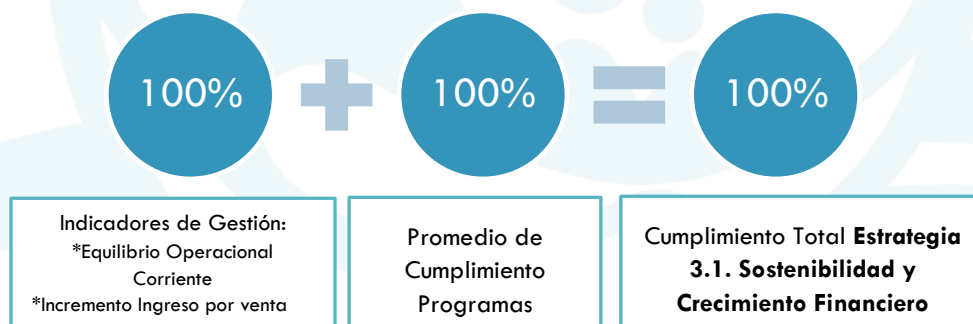 100%
100%
100%
Indicadores de Gestión:
*Equilibrio Operacional
Corriente
*Incremento Ingreso por venta
Promedio de
Cumplimiento
Programas
Cumplimiento Total Estrategia
3.1. Sostenibilidad y
Crecimiento Financiero